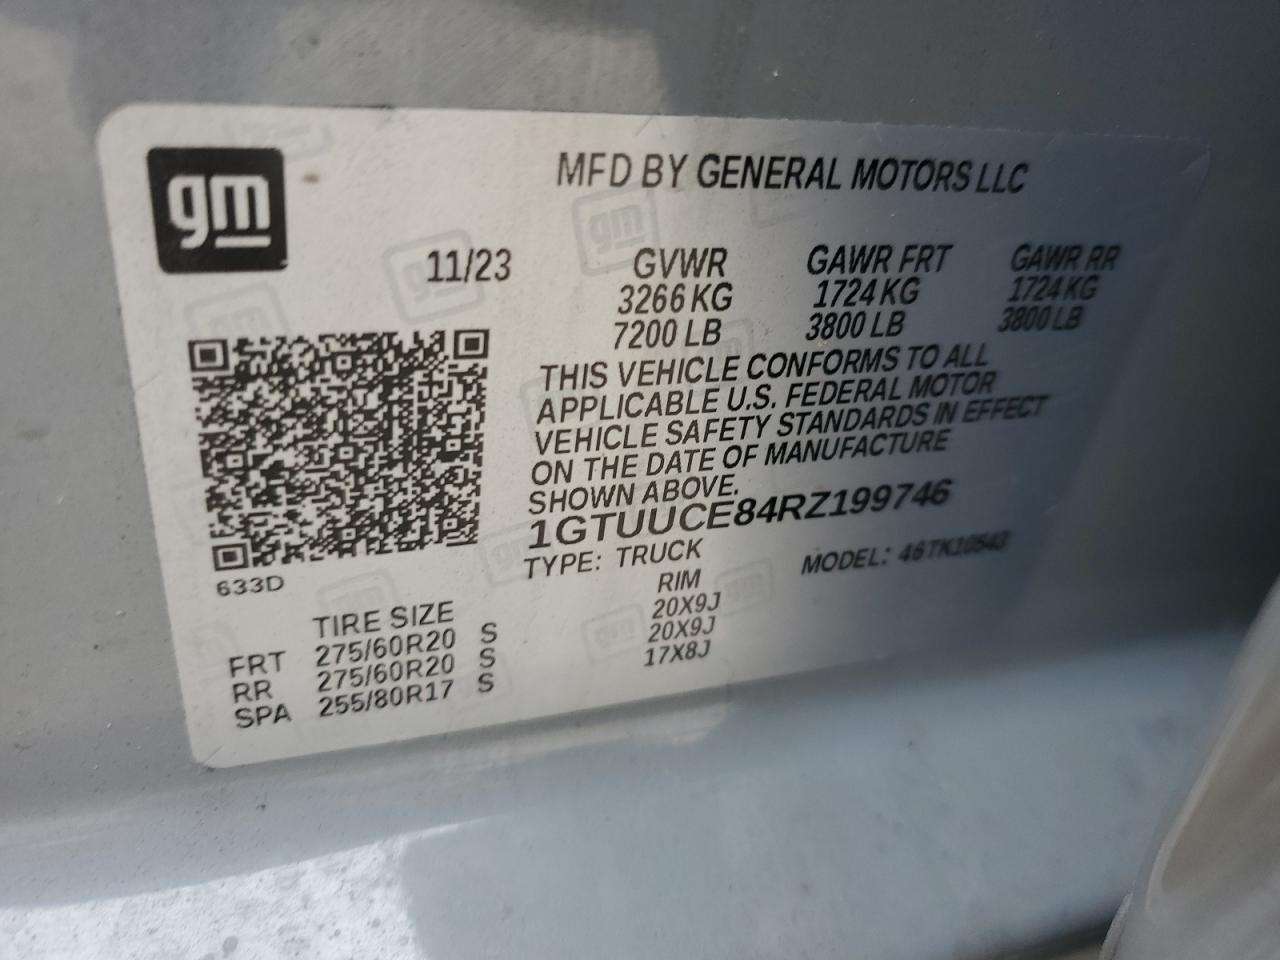 gm
MFD BY GENERAL MOTORS LLC
11/23 GVWR GAWR FRT GAWR RR
3266 KG 1724 KG 1724 KG
7200 LB 3800 LB 3800 LB
THIS VEHICLE CONFORMS TO ALL
APPLICABLE U.S. FEDERAL MOTOR
VEHICLE SAFETY STANDARDS IN EFFECT
ON THE DATE OF MANUFACTURE
SHOWN ABOVE.
1GTUUCE84RZ199746
TYPE: TRUCK MODEL: 46TK10543
633D
TIRE SIZE RIM
FRT 275/60R20 S 20X9J
RR 275/60R20 S 20X9J
SPA 255/80R17 S 17X8J